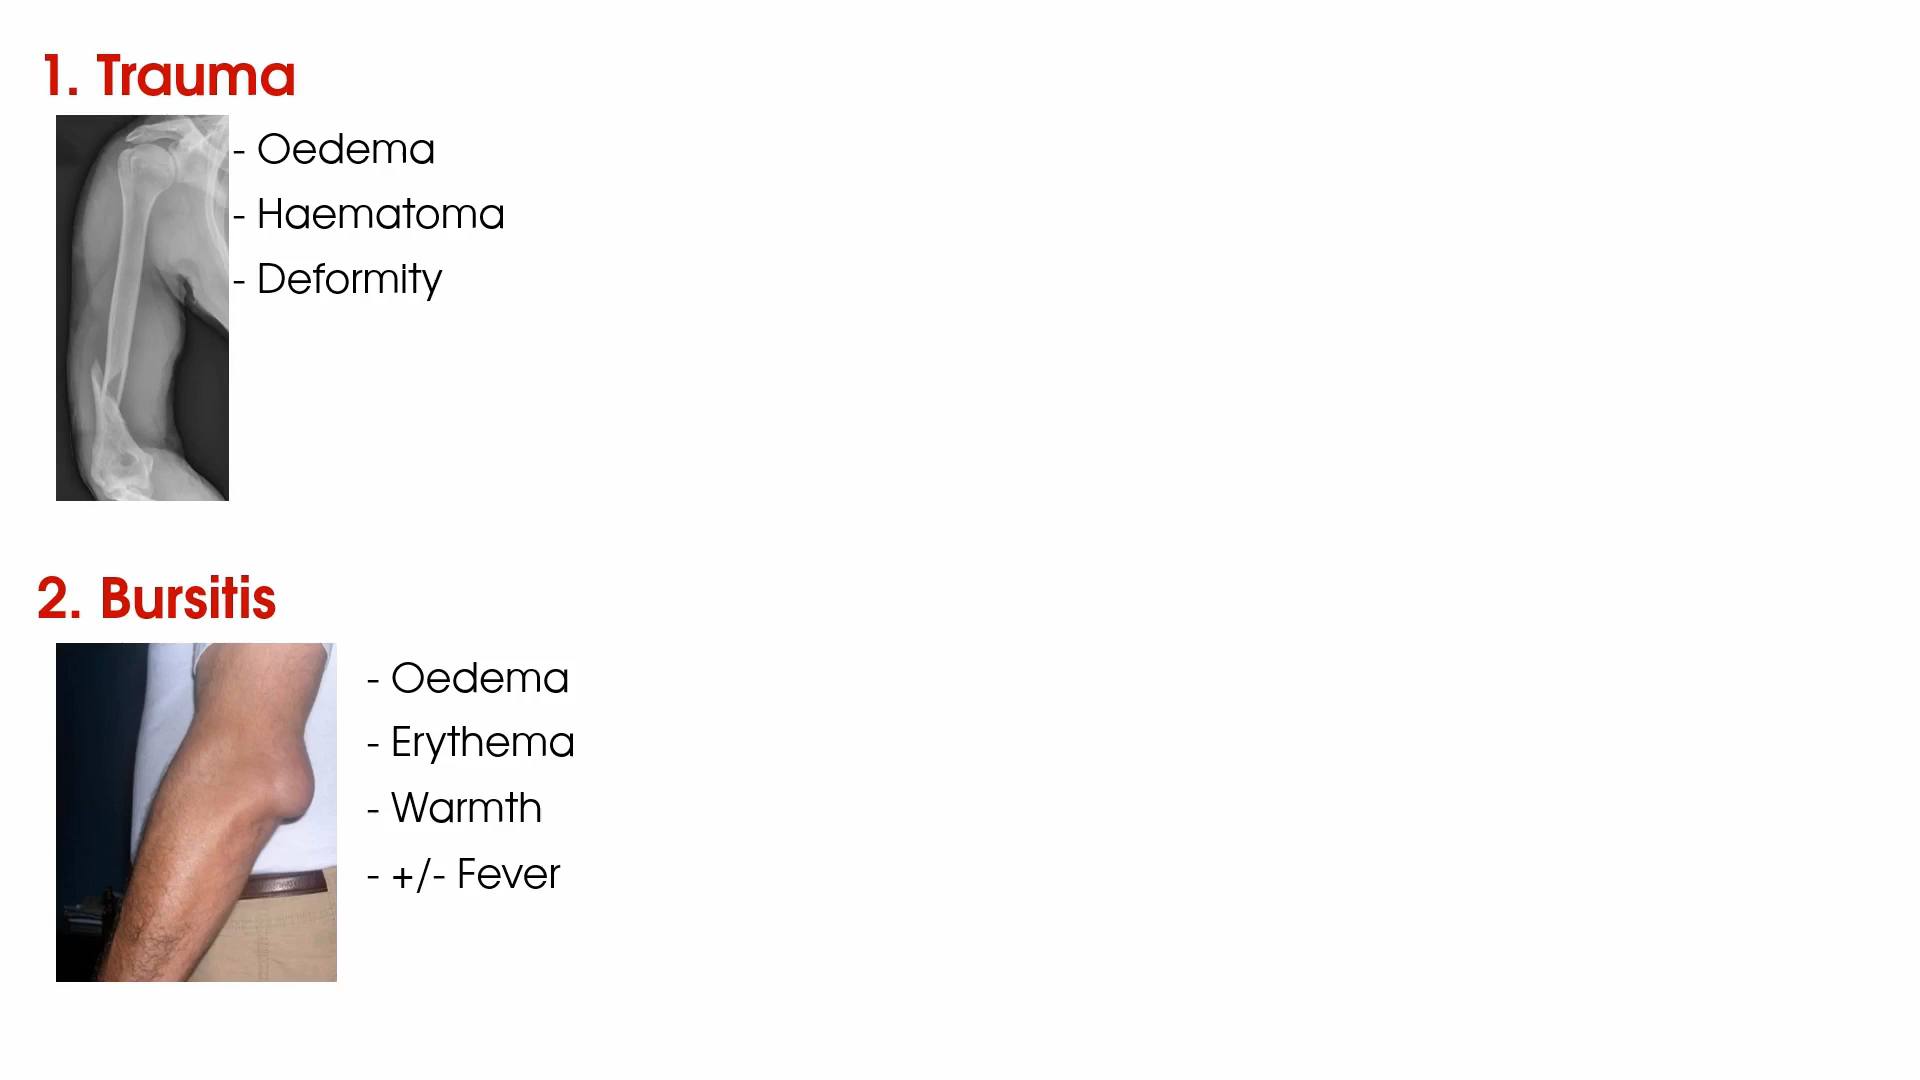 1. Trauma
- Oedema
- Haematoma
- Deformity
2. Bursitis
- Oedema
- Erythema
- Warmth
- +/- Fever